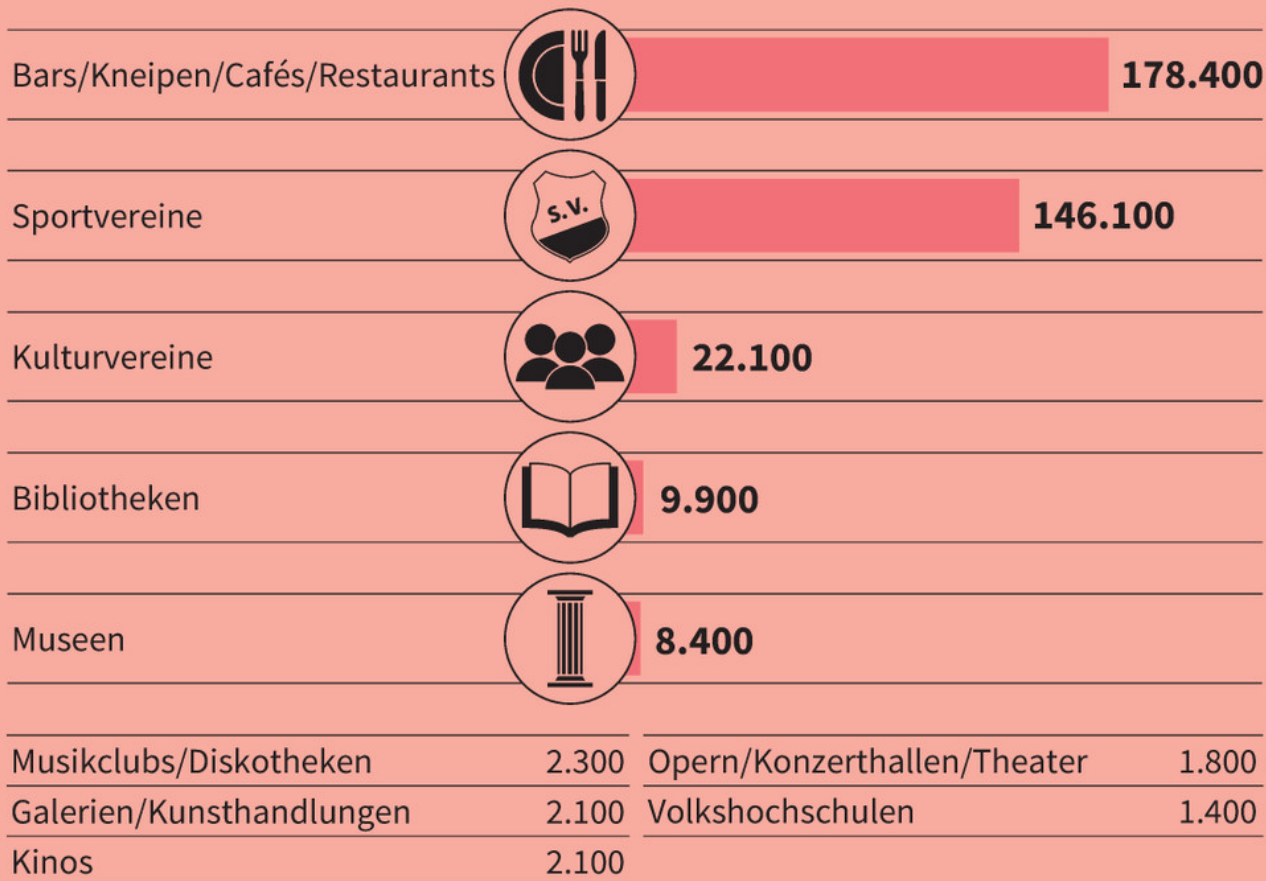 Bars/Kneipen/Cafés/Restaurants 178.400
S.V.
Sportvereine 146.100
Kulturvereine 22.100
Bibliotheken 9.900
Museen 8.400
Musikclubs/Diskotheken 2.300 Opern/Konzerthallen/Theater 1.800
Galerien/Kunsthandlungen 2.100 Volkshochschulen 1.400
Kinos 2.100